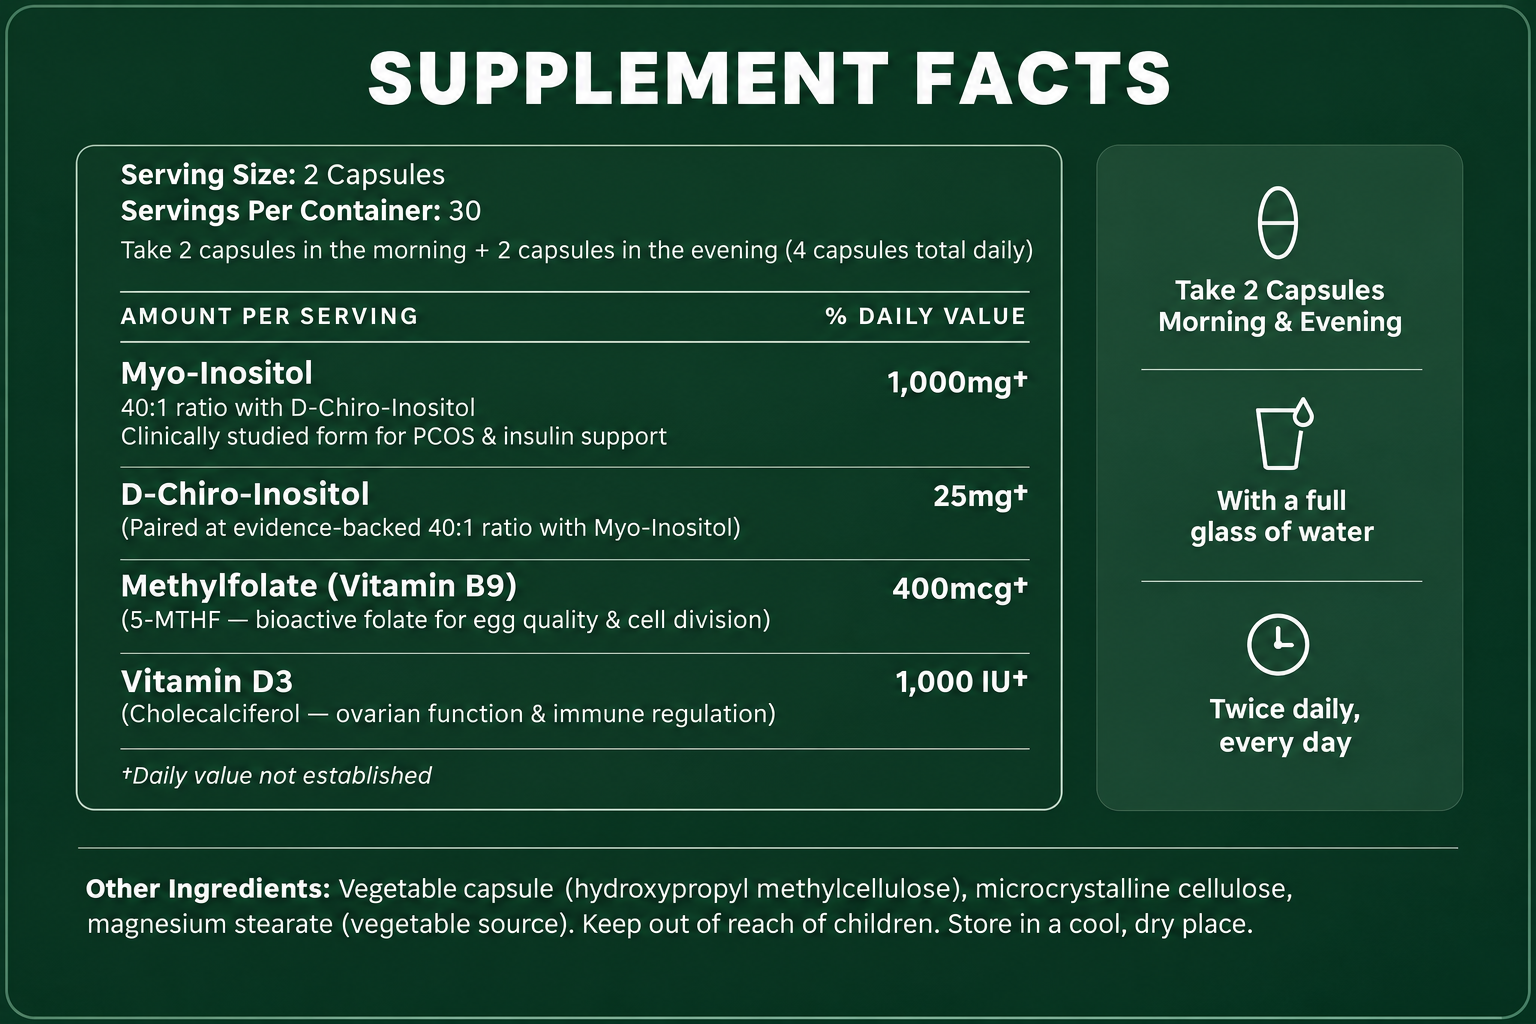 SUPPLEMENT FACTS
Serving Size: 2 Capsules
Servings Per Container: 30
Take 2 capsules in the morning + 2 capsules in the evening (4 capsules total daily)
AMOUNT PER SERVING % DAILY VALUE
Myo-Inositol 1,000mg†
40:1 ratio with D-Chiro-Inositol
Clinically studied form for PCOS & insulin support
D-Chiro-Inositol 25mg†
(Paired at evidence-backed 40:1 ratio with Myo-Inositol)
Methylfolate (Vitamin B9) 400mcg†
(5-MTHF — bioactive folate for egg quality & cell division)
Vitamin D3 1,000 IU†
(Cholecalciferol — ovarian function & immune regulation)
†Daily value not established
Take 2 Capsules
Morning & Evening
With a full
glass of water
Twice daily,
every day
Other Ingredients: Vegetable capsule (hydroxypropyl methylcellulose), microcrystalline cellulose,
magnesium stearate (vegetable source). Keep out of reach of children. Store in a cool, dry place.